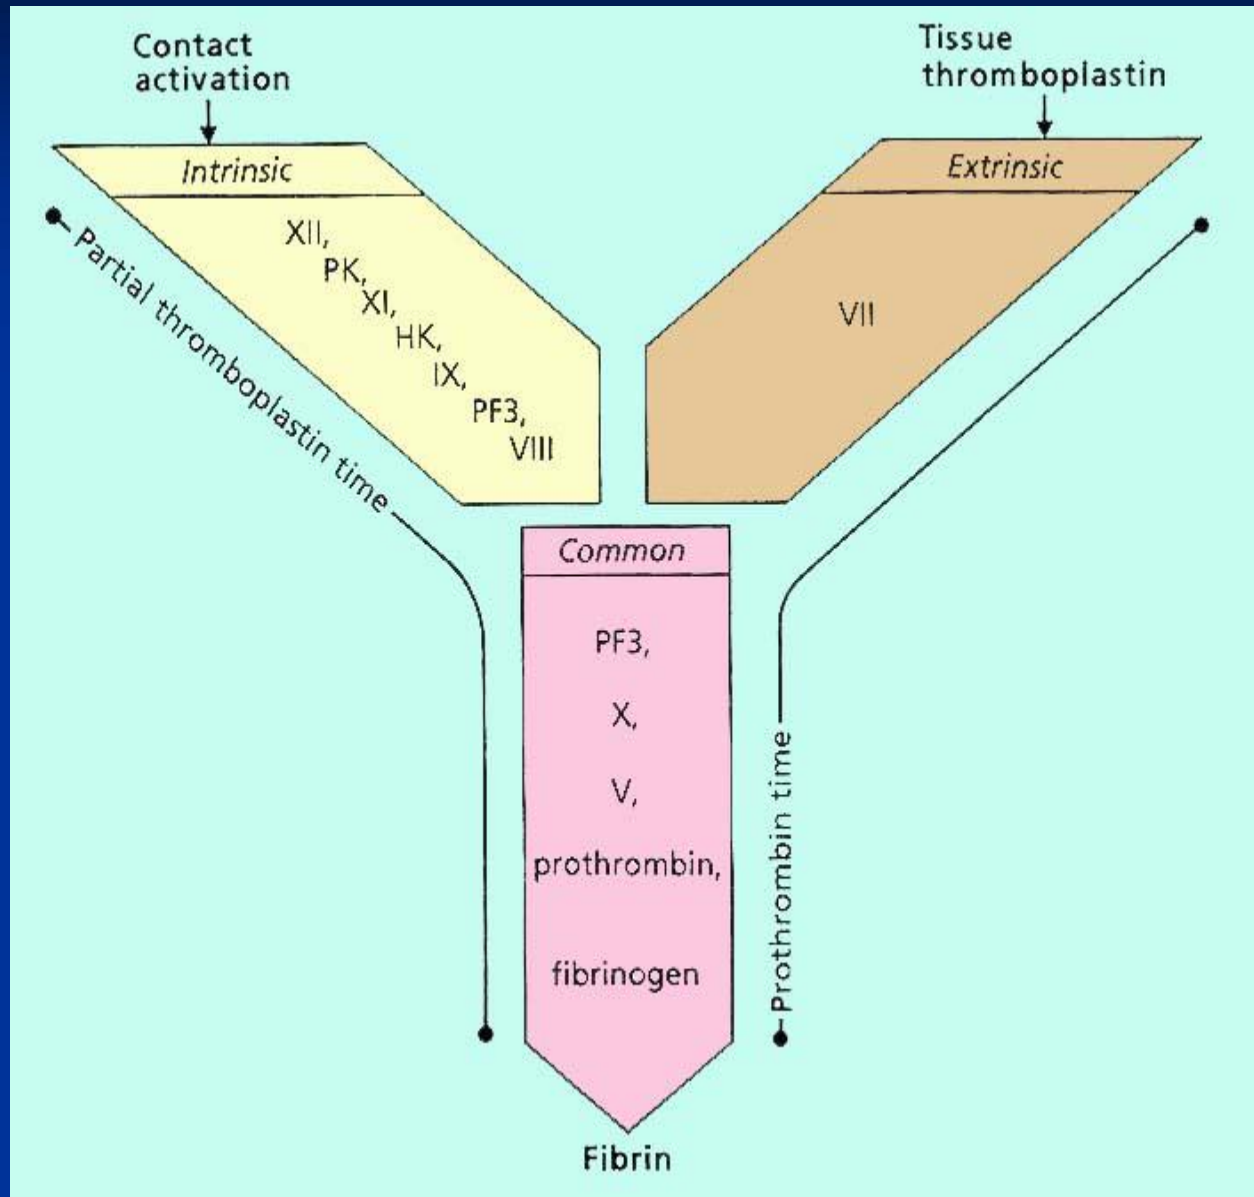 Contact
activation
Tissue
thromboplastin
Intrinsic
XII,
PK,
XI,
HK,
IX,
PF3,
VIII
Extrinsic
VII
Partial thromboplastin time
Common
PF3,
X,
V,
prothrombin,
fibrinogen
Prothrombin time
Fibrin